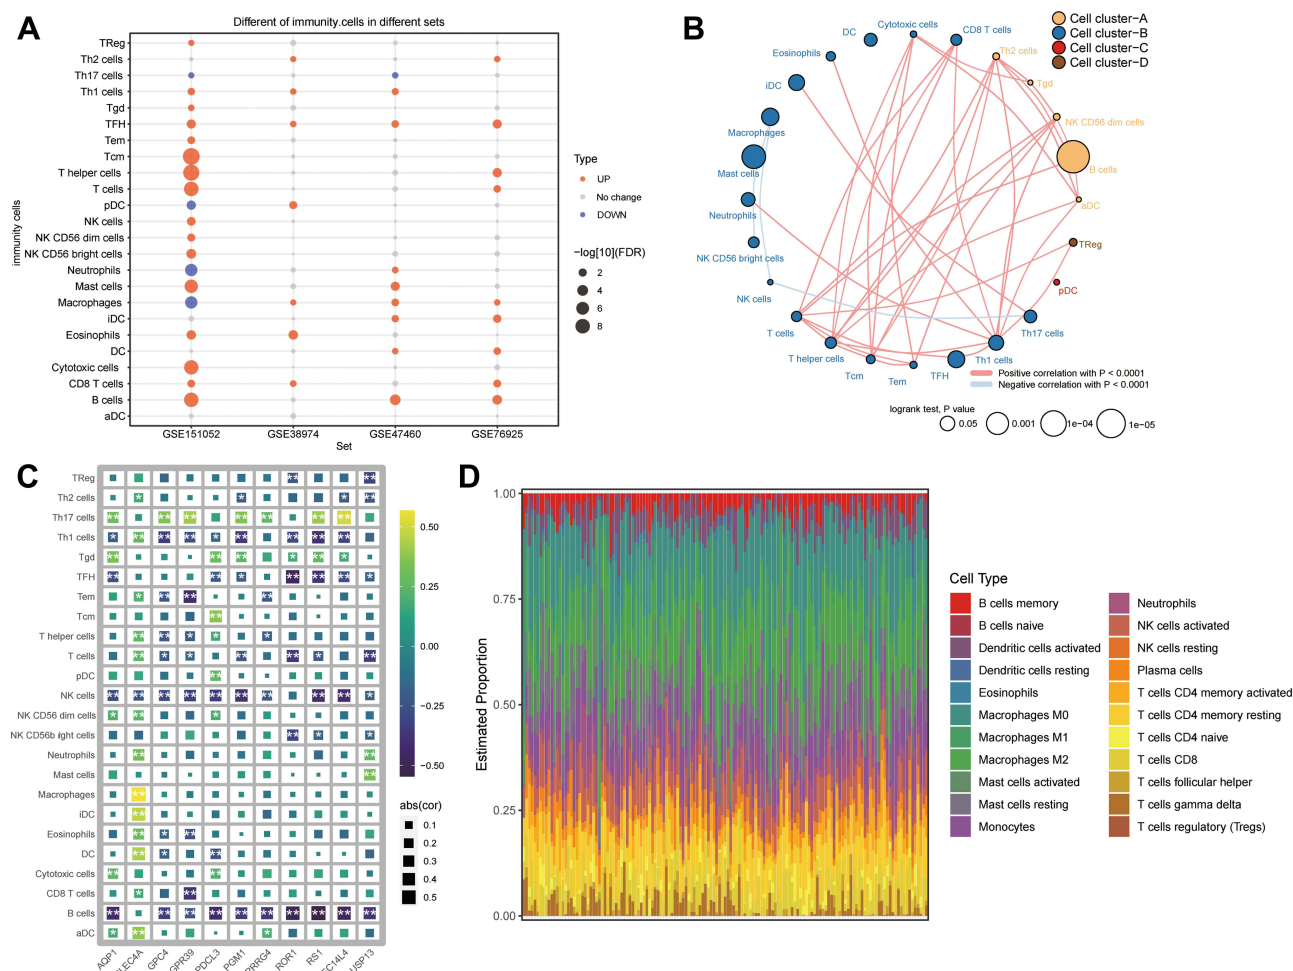 A
Different of immunity.cells in different sets
immunity cells
TReg
Th2 cells
Th17 cells
Th1 cells
Tgd
TFH
Tem
Tcm
T helper cells
T cells
pDC
NK cells
NK CD56 dim cells
NK CD56 bright cells
Neutrophils
Mast cells
Macrophages
iDC
Eosinophils
DC
Cytotoxic cells
CD8 T cells
B cells
aDC
GSE151052 GSE38974 GSE47460 GSE76925
Set
Type
UP
No change
DOWN
−log[10](FDR)
2
4
6
8
B
Cytotoxic cells
CD8 T cells
DC
Th2 cells
Eosinophils
Tgd
iDC
NK CD56 dim cells
Macrophages
Mast cells
B cells
Neutrophils
aDC
NK CD56 bright cells
TReg
NK cells
pDC
T cells
Th17 cells
T helper cells
Th1 cells
Tcm
Tem
TFH
Cell cluster−A
Cell cluster−B
Cell cluster−C
Cell cluster−D
Positive correlation with P < 0.0001
Negative correlation with P < 0.0001
logrank test, P value
0.05 0.001 1e−04 1e−05
C
TReg
Th2 cells
Th17 cells
Th1 cells
Tgd
TFH
Tem
Tcm
T helper cells
T cells
pDC
NK cells
NK CD56 dim cells
NK CD56b ight cells
Neutrophils
Mast cells
Macrophages
iDC
Eosinophils
DC
Cytotoxic cells
CD8 T cells
B cells
aDC
AQP1 LEC4A GPC4 GPR39 PDCL3 PGM1 PRRG4 ROR1 RS1 EC14L4 USP13
0.50
0.25
0.00
−0.25
−0.50
abs(cor)
0.1
0.2
0.3
0.4
0.5
D
Estimated Proportion
1.00
0.75
0.50
0.25
0.00
Cell Type
B cells memory
B cells naive
Dendritic cells activated
Dendritic cells resting
Eosinophils
Macrophages M0
Macrophages M1
Macrophages M2
Mast cells activated
Mast cells resting
Monocytes
Neutrophils
NK cells activated
NK cells resting
Plasma cells
T cells CD4 memory activated
T cells CD4 memory resting
T cells CD4 naive
T cells CD8
T cells follicular helper
T cells gamma delta
T cells regulatory (Tregs)